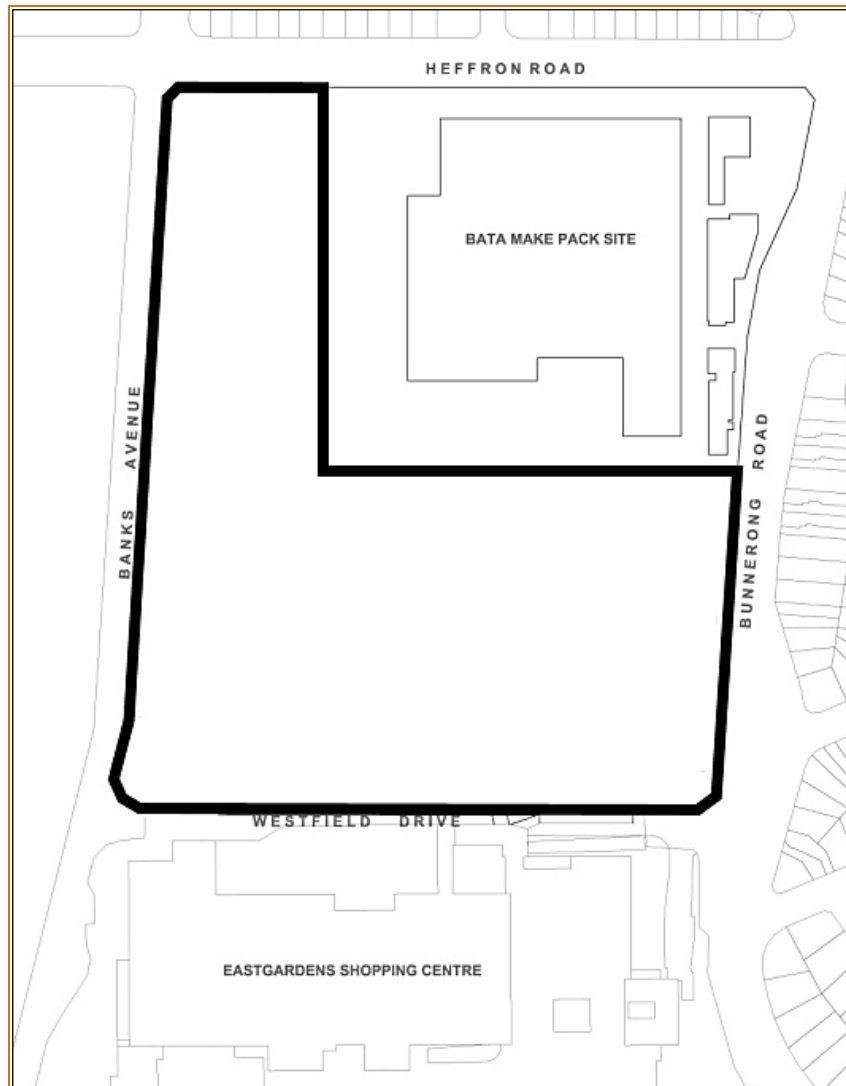 HEFFRON ROAD
BATA MAKE PACK SITE
BANKS AVENUE
BUNNERONG ROAD
WESTFIELD DRIVE
EASTGARDENS SHOPPING CENTRE